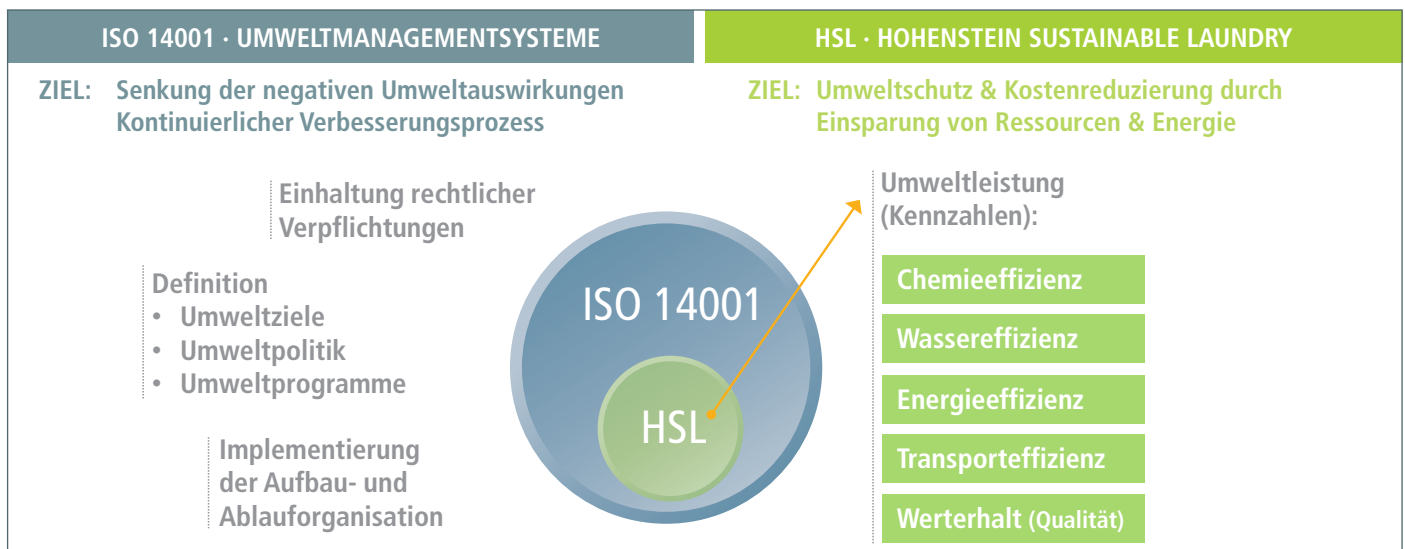 ISO 14001 · UMWELTMANAGEMENTSYSTEME
HSL · HOHENSTEIN SUSTAINABLE LAUNDRY
ZIEL: Senkung der negativen Umweltauswirkungen
Kontinuierlicher Verbesserungsprozess
ZIEL: Umweltschutz & Kostenreduzierung durch
Einsparung von Ressourcen & Energie
Einhaltung rechtlicher
Verpflichtungen
Definition
• Umweltziele
• Umweltpolitik
• Umweltprogramme
Implementierung
der Aufbau- und
Ablauforganisation
ISO 14001
HSL
Umweltleistung
(Kennzahlen):
Chemieeffizienz
Wassereffizienz
Energieeffizienz
Transporteffizienz
Werterhalt (Qualität)